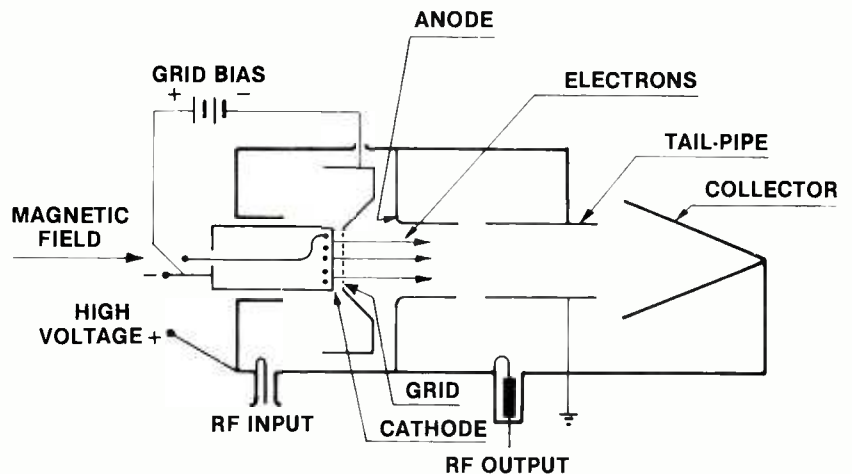 ANODE
GRID BIAS
+ −
ELECTRONS
TAIL-PIPE
COLLECTOR
MAGNETIC
FIELD
−
HIGH
VOLTAGE +
GRID
RF INPUT
CATHODE
RF OUTPUT